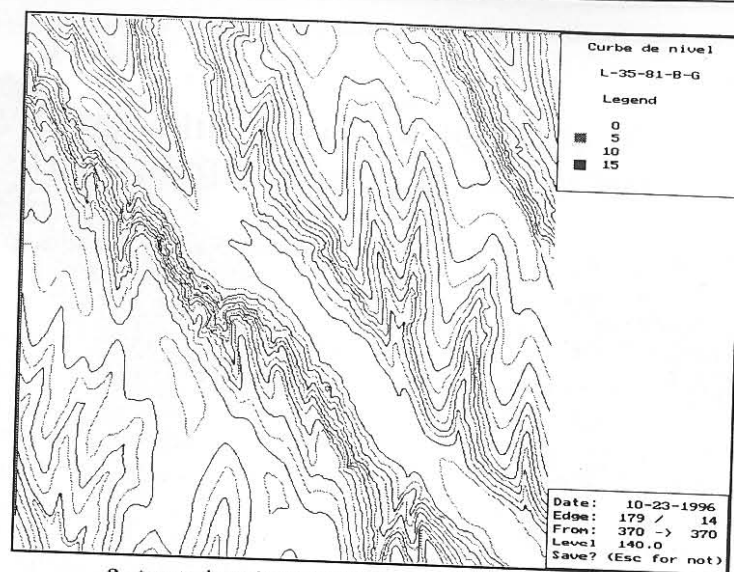 Curbe de nivel
L-35-81-B-G
Legend
0
5
10
15
Date: 10-23-1996
Edge: 179 / 14
From: 370 -> 370
Level 140.0
Save? (Esc for not)